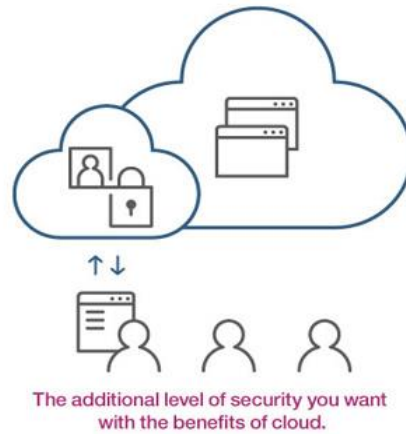 The additional level of security you want
with the benefits of cloud.